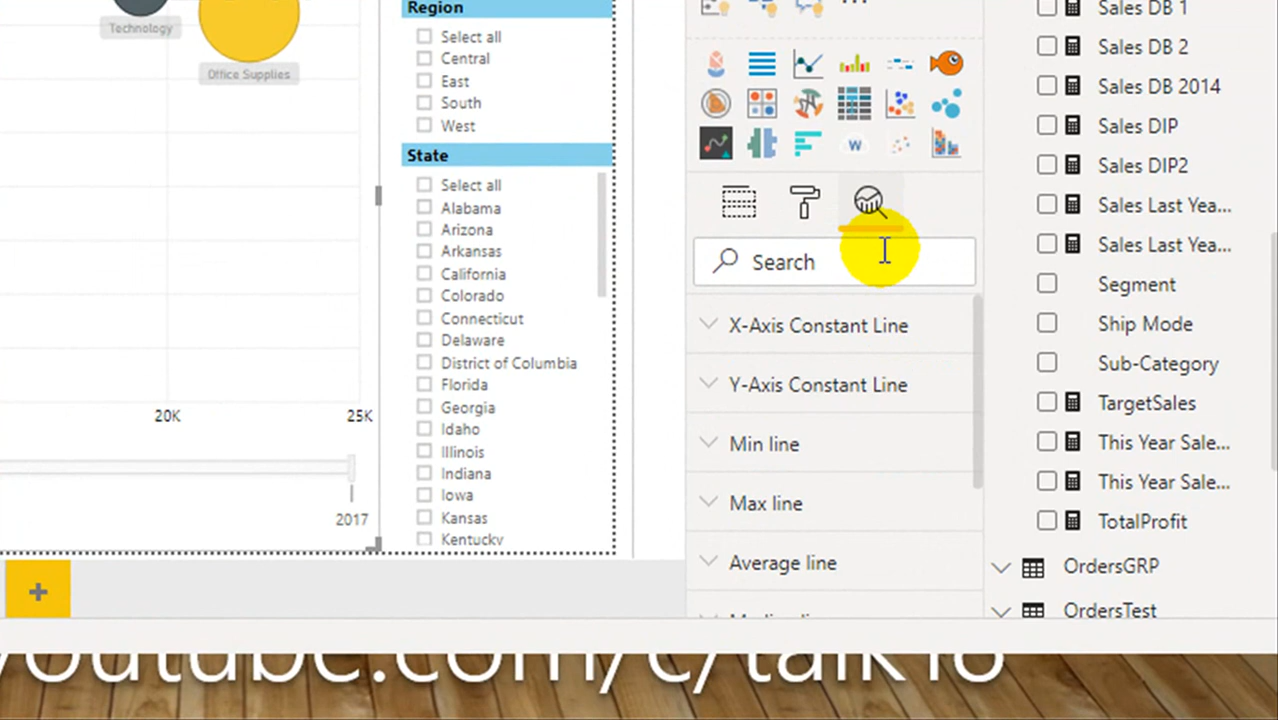 Technology
Office Supplies
20K
25K
2017
Region
Select all
Central
East
South
West
State
Select all
Alabama
Arizona
Arkansas
California
Colorado
Connecticut
Delaware
District of Columbia
Florida
Georgia
Idaho
Illinois
Indiana
Iowa
Kansas
Kentucky
W
Search
X-Axis Constant Line
Y-Axis Constant Line
Min line
Max line
Average line
Sales DB 1
Sales DB 2
Sales DB 2014
Sales DIP
Sales DIP2
Sales Last Yea...
Sales Last Yea...
Segment
Ship Mode
Sub-Category
TargetSales
This Year Sale...
This Year Sale...
TotalProfit
OrdersGRP
OrdersTest
youtube.com/c/talk18